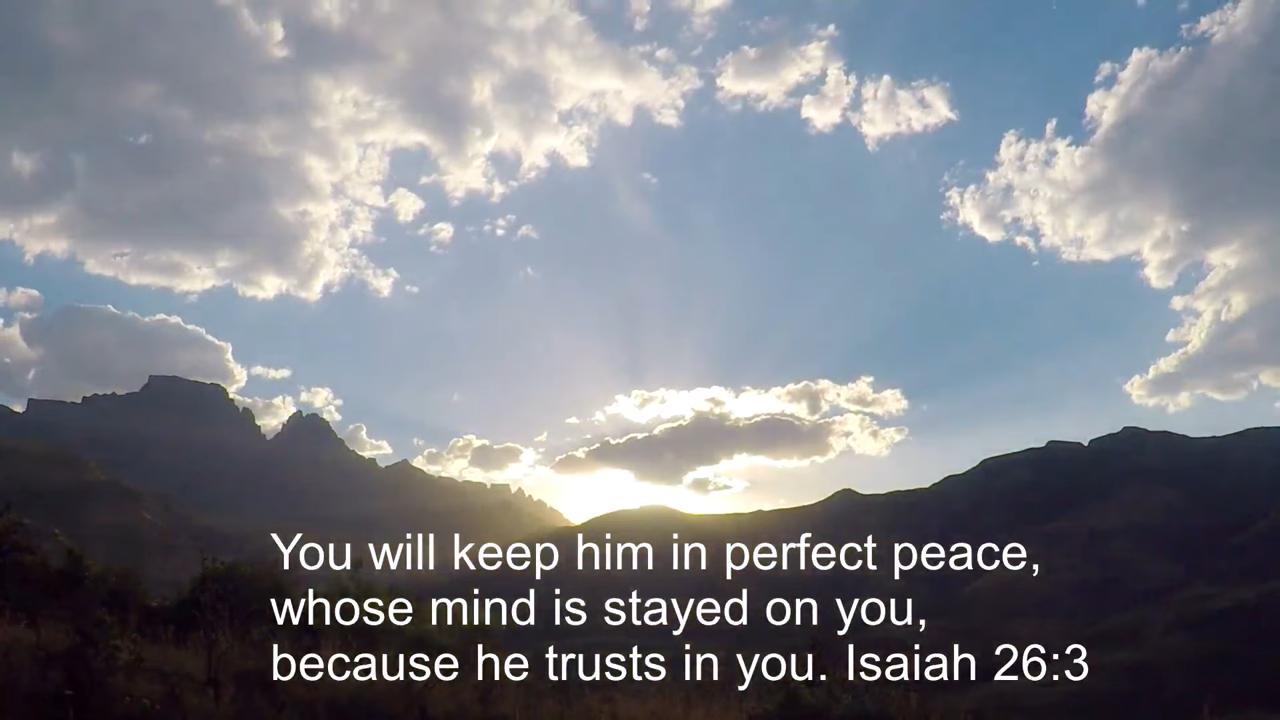 You will keep him in perfect peace,
whose mind is stayed on you,
because he trusts in you. Isaiah 26:3